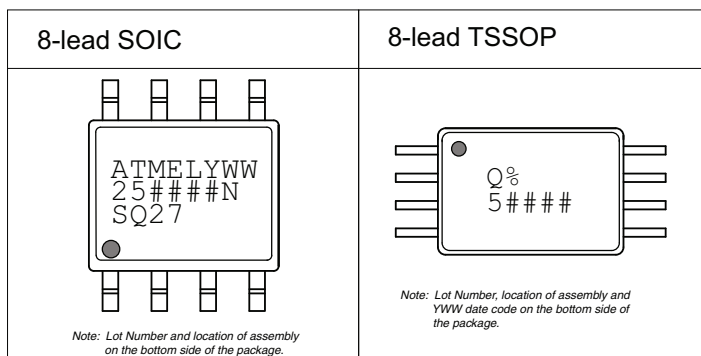 8-lead SOIC
ATMELYWW
25####N
SQ27
Note: Lot Number and location of assembly
on the bottom side of the package.
8-lead TSSOP
Q%
5####
Note: Lot Number, location of assembly and
YWW date code on the bottom side of
the package.